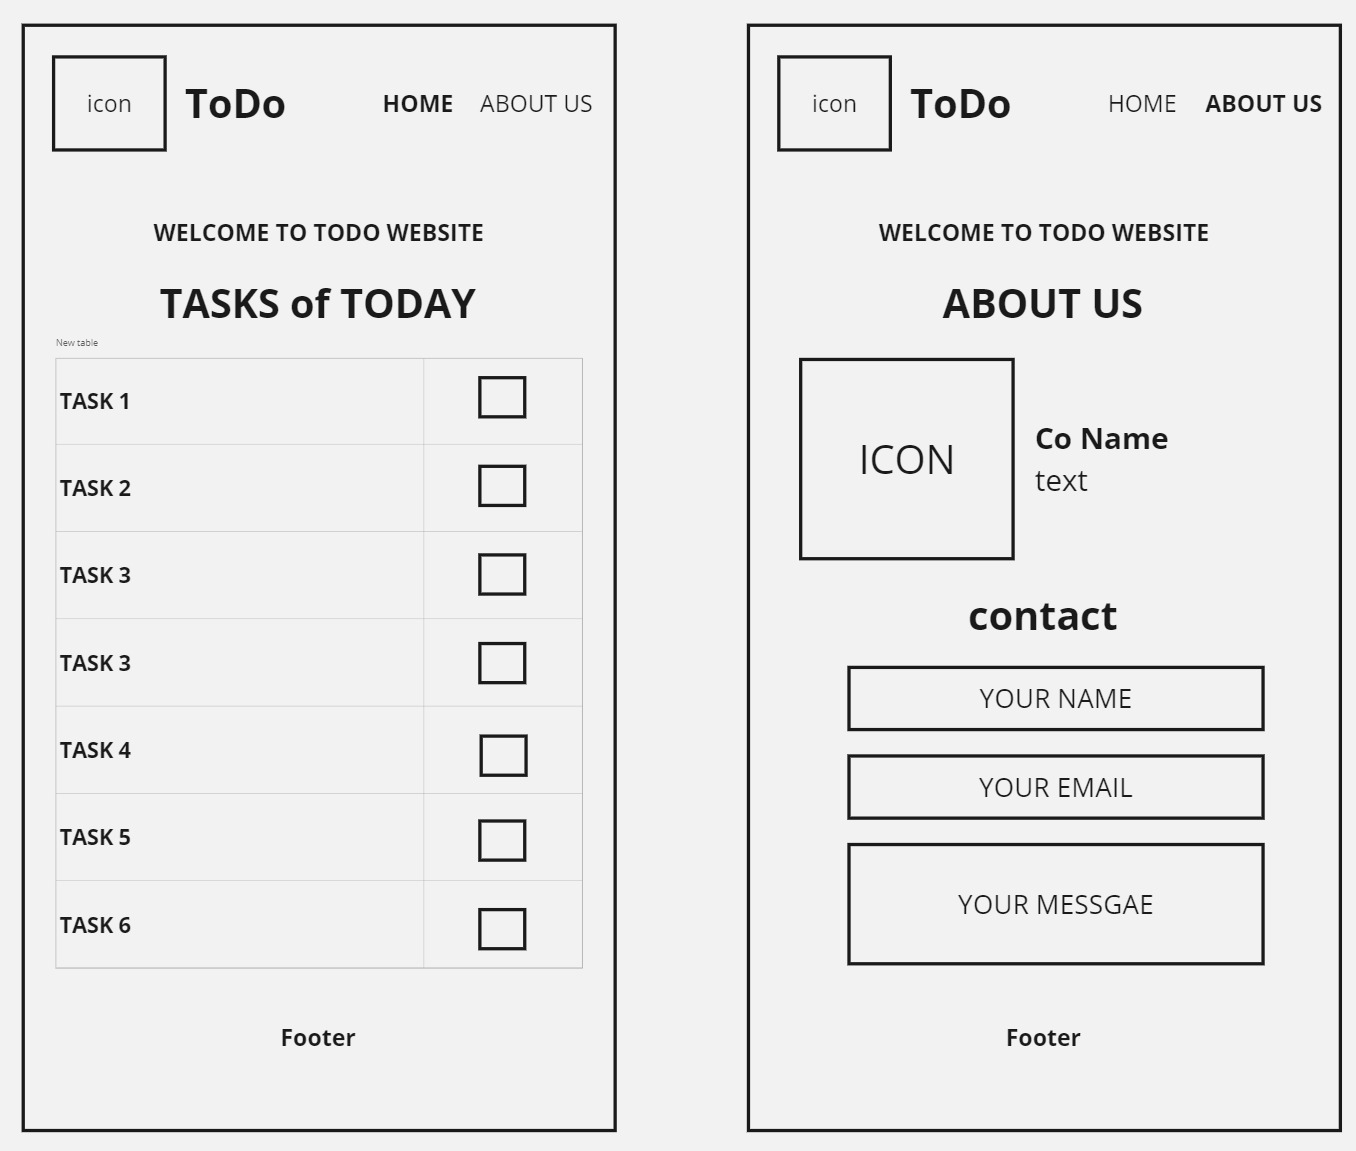 icon
ToDo
HOME
ABOUT US
WELCOME TO TODO WEBSITE
TASKS of TODAY
New table
TASK 1
TASK 2
TASK 3
TASK 3
TASK 4
TASK 5
TASK 6
Footer
icon
ToDo
HOME
ABOUT US
WELCOME TO TODO WEBSITE
ABOUT US
ICON
Co Name
text
contact
YOUR NAME
YOUR EMAIL
YOUR MESSGAE
Footer